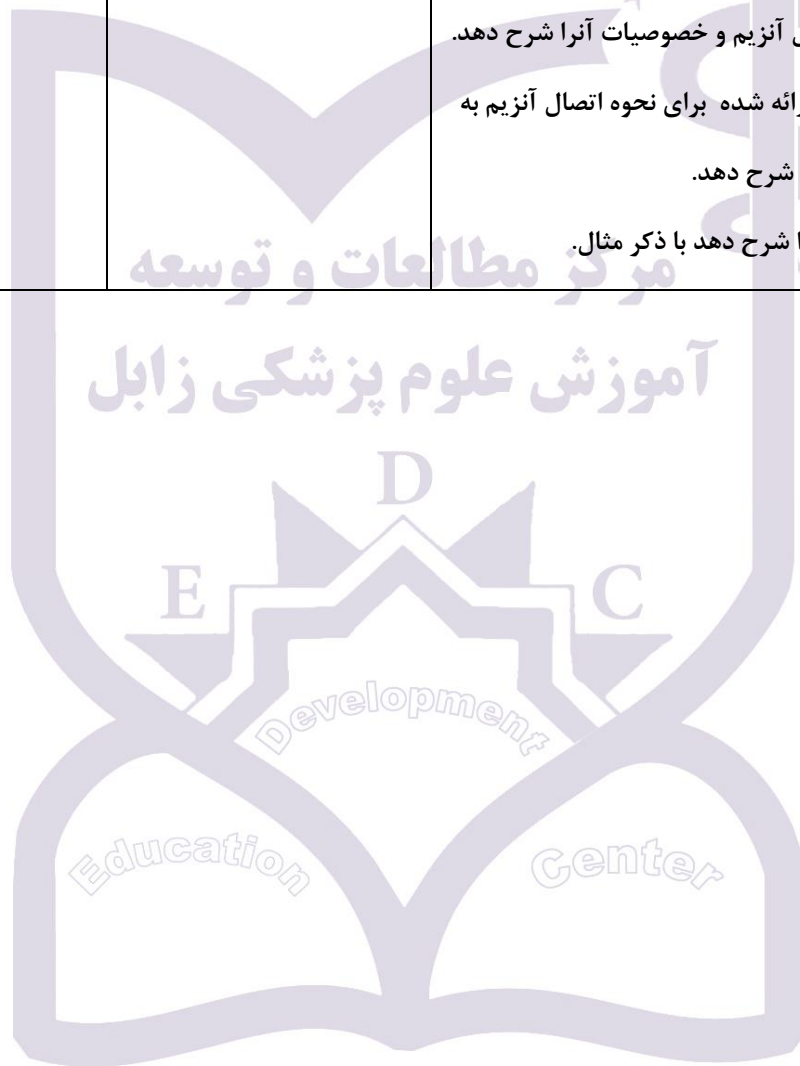 آنزیم و خصوصیات آنرا شرح دهد.
ارائه شده برای نحوه اتصال آنزیم به
شرح دهد.
شرح دهد با ذکر مثال.
مرکز مطالعات و توسعه
آموزش علوم پزشکی زابل
D
E C
Development
Education Center